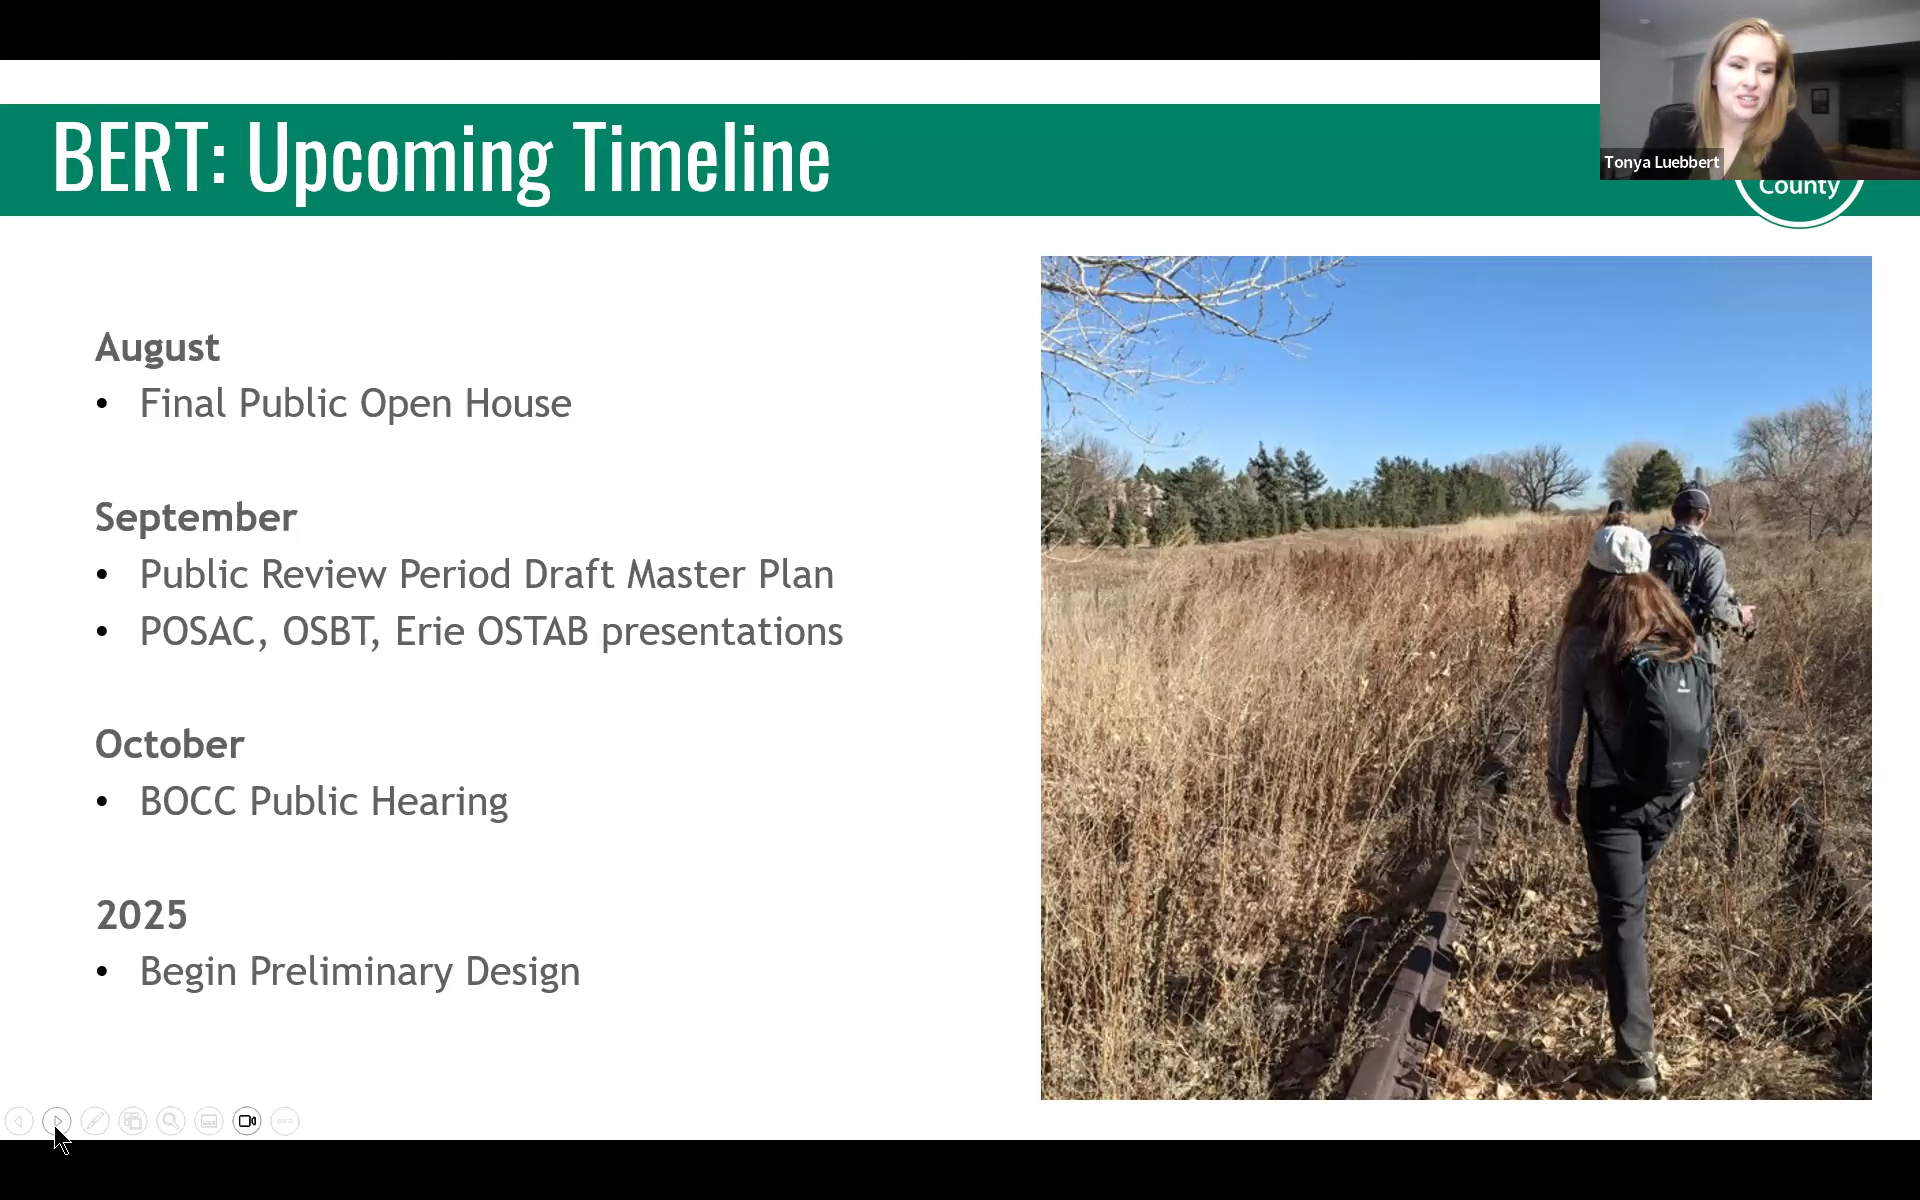 BERT: Upcoming Timeline
Tonya Luebbert
County
August
• Final Public Open House
September
• Public Review Period Draft Master Plan
• POSAC, OSBT, Erie OSTAB presentations
October
• BOCC Public Hearing
2025
• Begin Preliminary Design